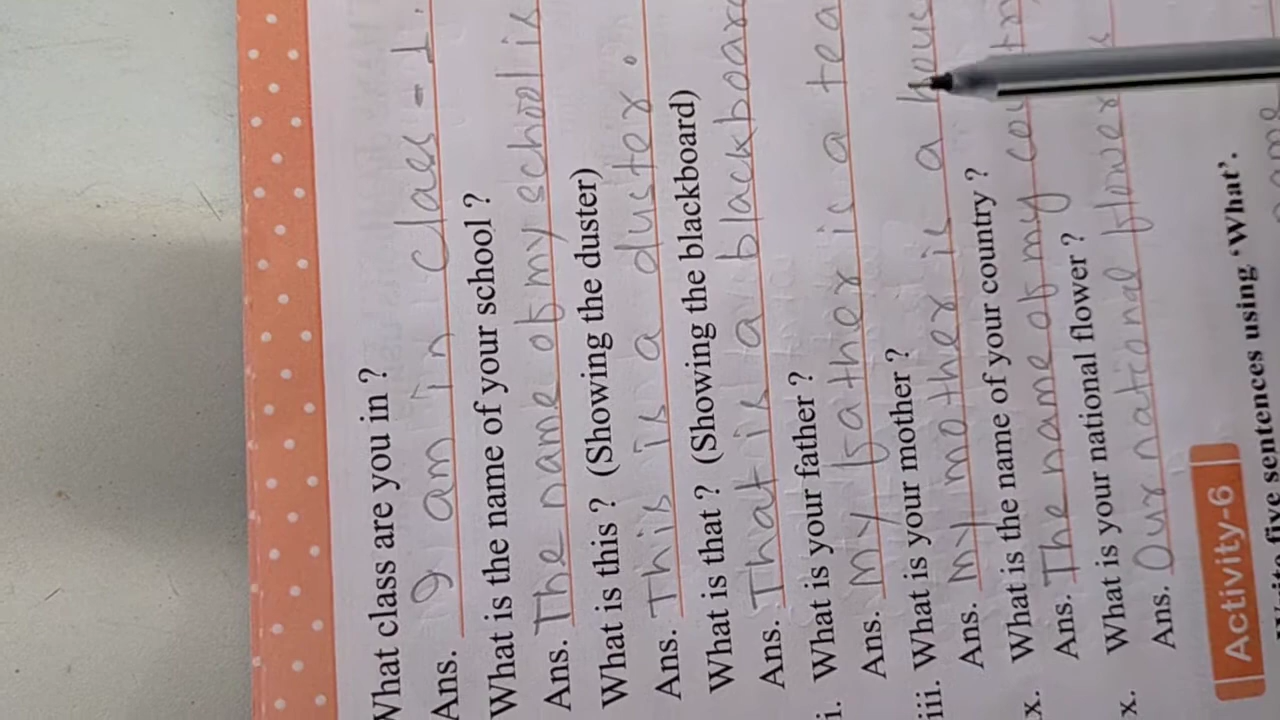 What class are you in ?
Ans. I am in class - 1.
What is the name of your school ?
Ans. The name of my school is
What is this ? (Showing the duster)
Ans. This is a duster.
What is that ? (Showing the blackboard)
Ans. That is a blackboard
i. What is your father ?
Ans. My father is a tea
iii. What is your mother ?
Ans. My mother is a hous
x. What is the name of your country ?
Ans. The name of my
x. What is your national flower ?
Ans. Our national flower
Activity-6
five sentences using 'What'.